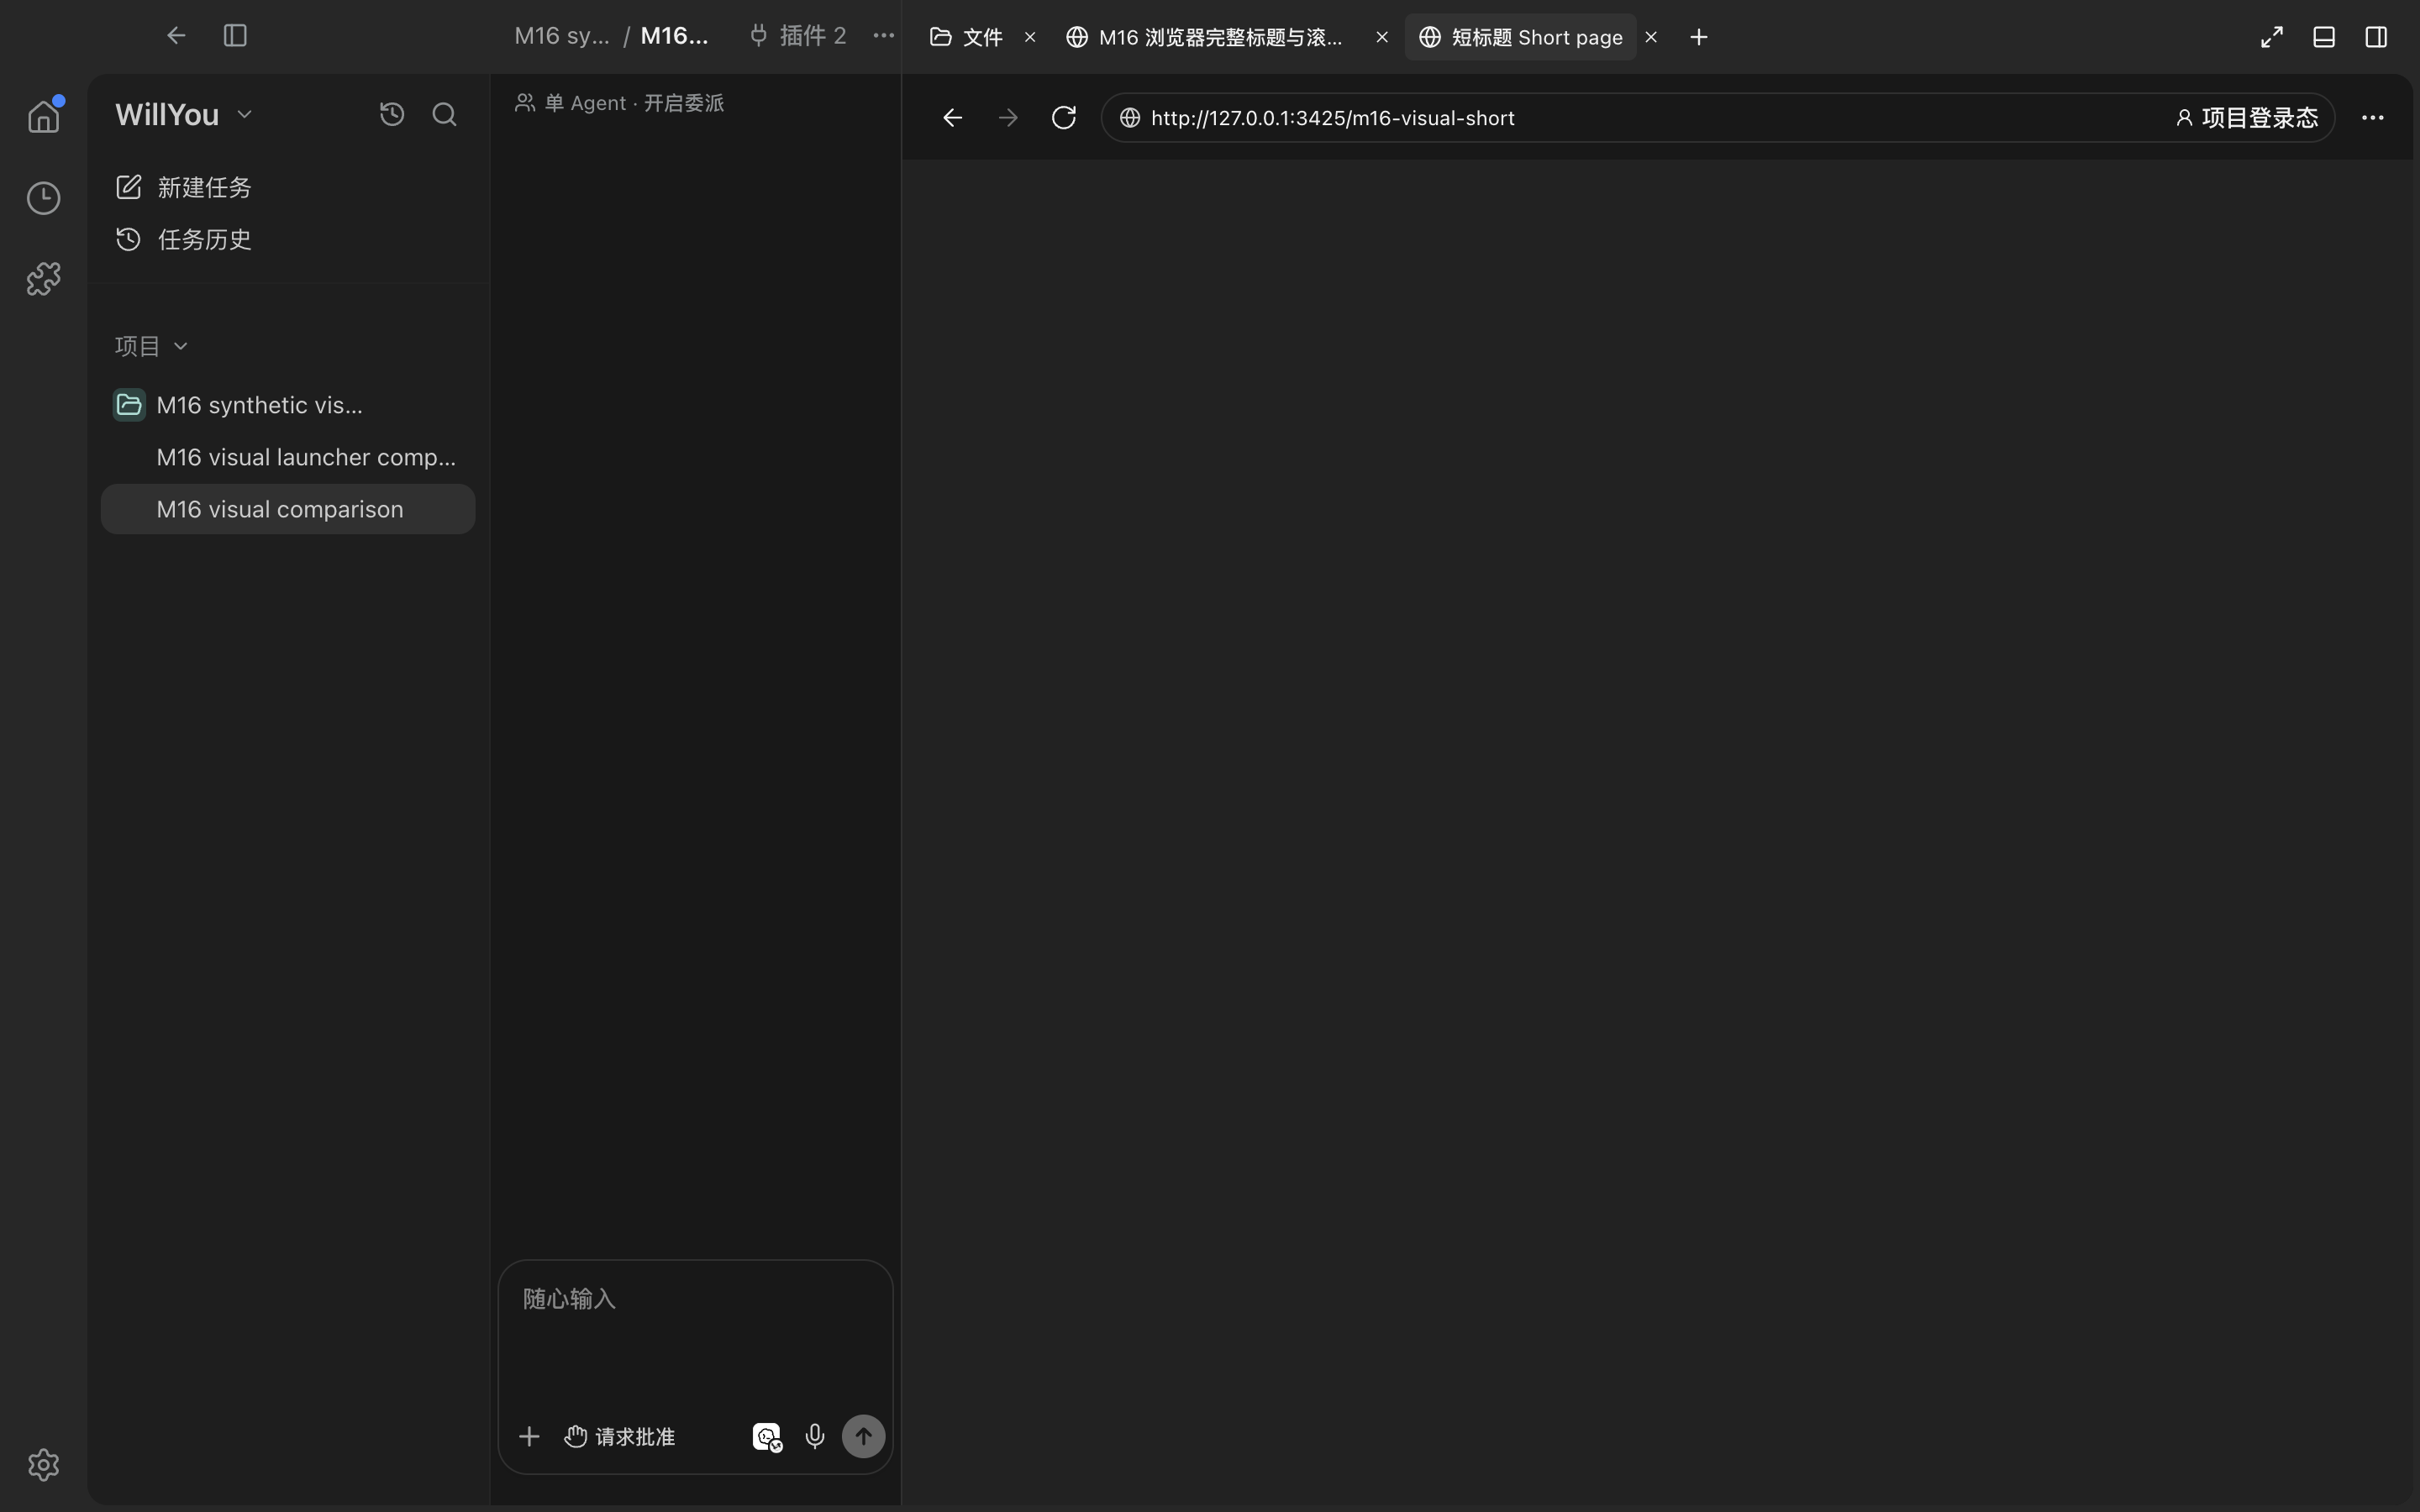 M16 sy... / M16... 插件 2
文件
M16 浏览器完整标题与滚...
短标题 Short page
WillYou
新建任务
任务历史
项目
M16 synthetic vis...
M16 visual launcher comp...
M16 visual comparison
单 Agent · 开启委派
http://127.0.0.1:3425/m16-visual-short
项目登录态
随心输入
请求批准